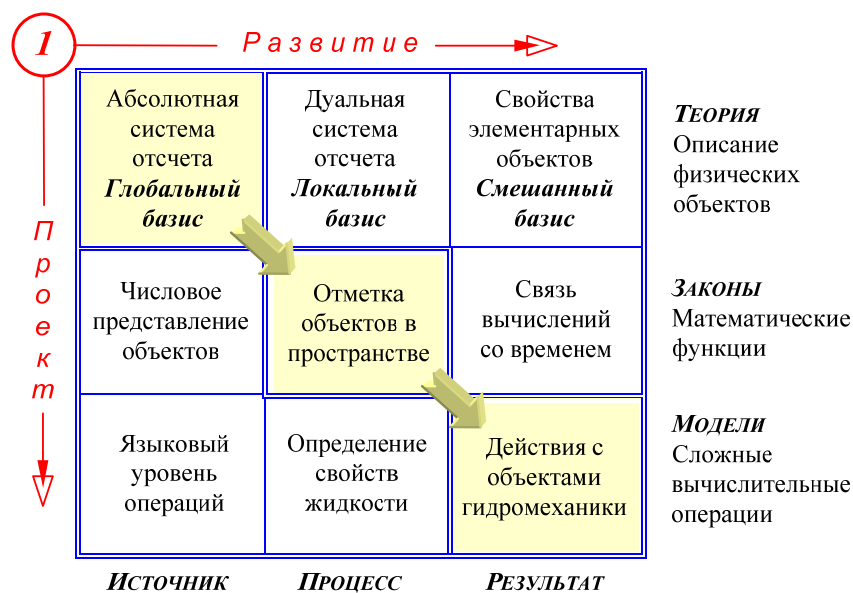 1
Развитие
Проект
Абсолютная
система
отсчета
Глобальный
базис
Дуальная
система
отсчета
Локальный
базис
Свойства
элементарных
объектов
Смешанный
базис
ТЕОРИЯ
Описание
физических
объектов
Числовое
представление
объектов
Отметка
объектов в
пространстве
Связь
вычислений
со временем
ЗАКОНЫ
Математические
функции
Языковый
уровень
операций
Определение
свойств
жидкости
Действия с
объектами
гидромеханики
МОДЕЛИ
Сложные
вычислительные
операции
ИСТОЧНИК
ПРОЦЕСС
РЕЗУЛЬТАТ